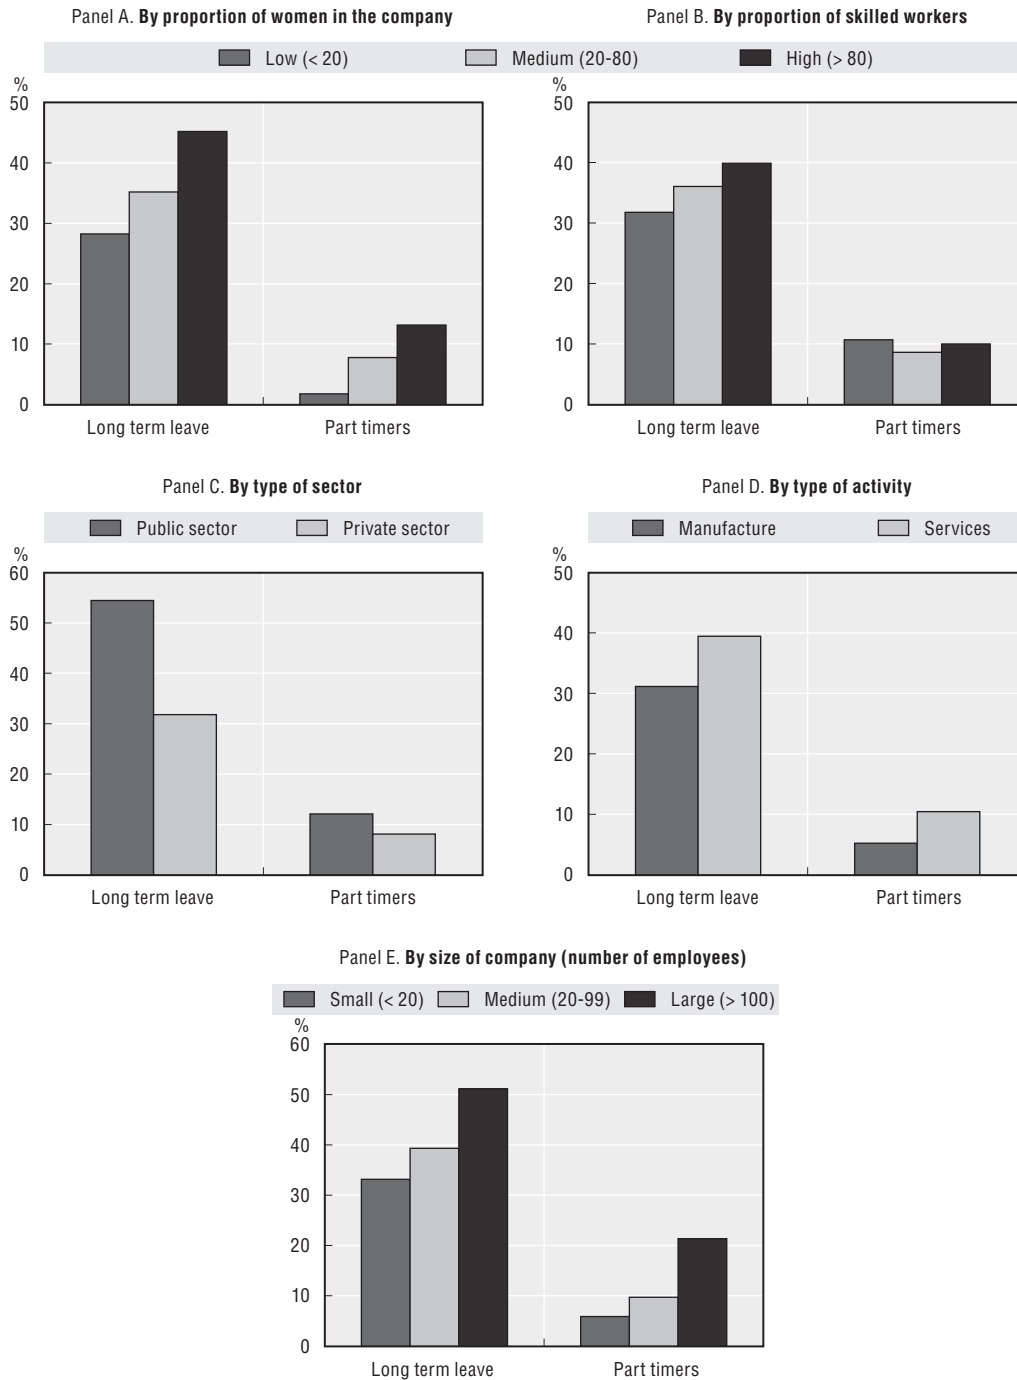 Panel A. By proportion of women in the company
Panel B. By proportion of skilled workers
Low (< 20) Medium (20-80) High (> 80)
%
50
40
30
20
10
0
Long term leave Part timers
%
50
40
30
20
10
0
Long term leave Part timers
Panel C. By type of sector
Public sector Private sector
%
60
50
40
30
20
10
0
Long term leave Part timers
Panel D. By type of activity
Manufacture Services
%
50
40
30
20
10
0
Long term leave Part timers
Panel E. By size of company (number of employees)
Small (< 20) Medium (20-99) Large (> 100)
%
60
50
40
30
20
10
0
Long term leave Part timers